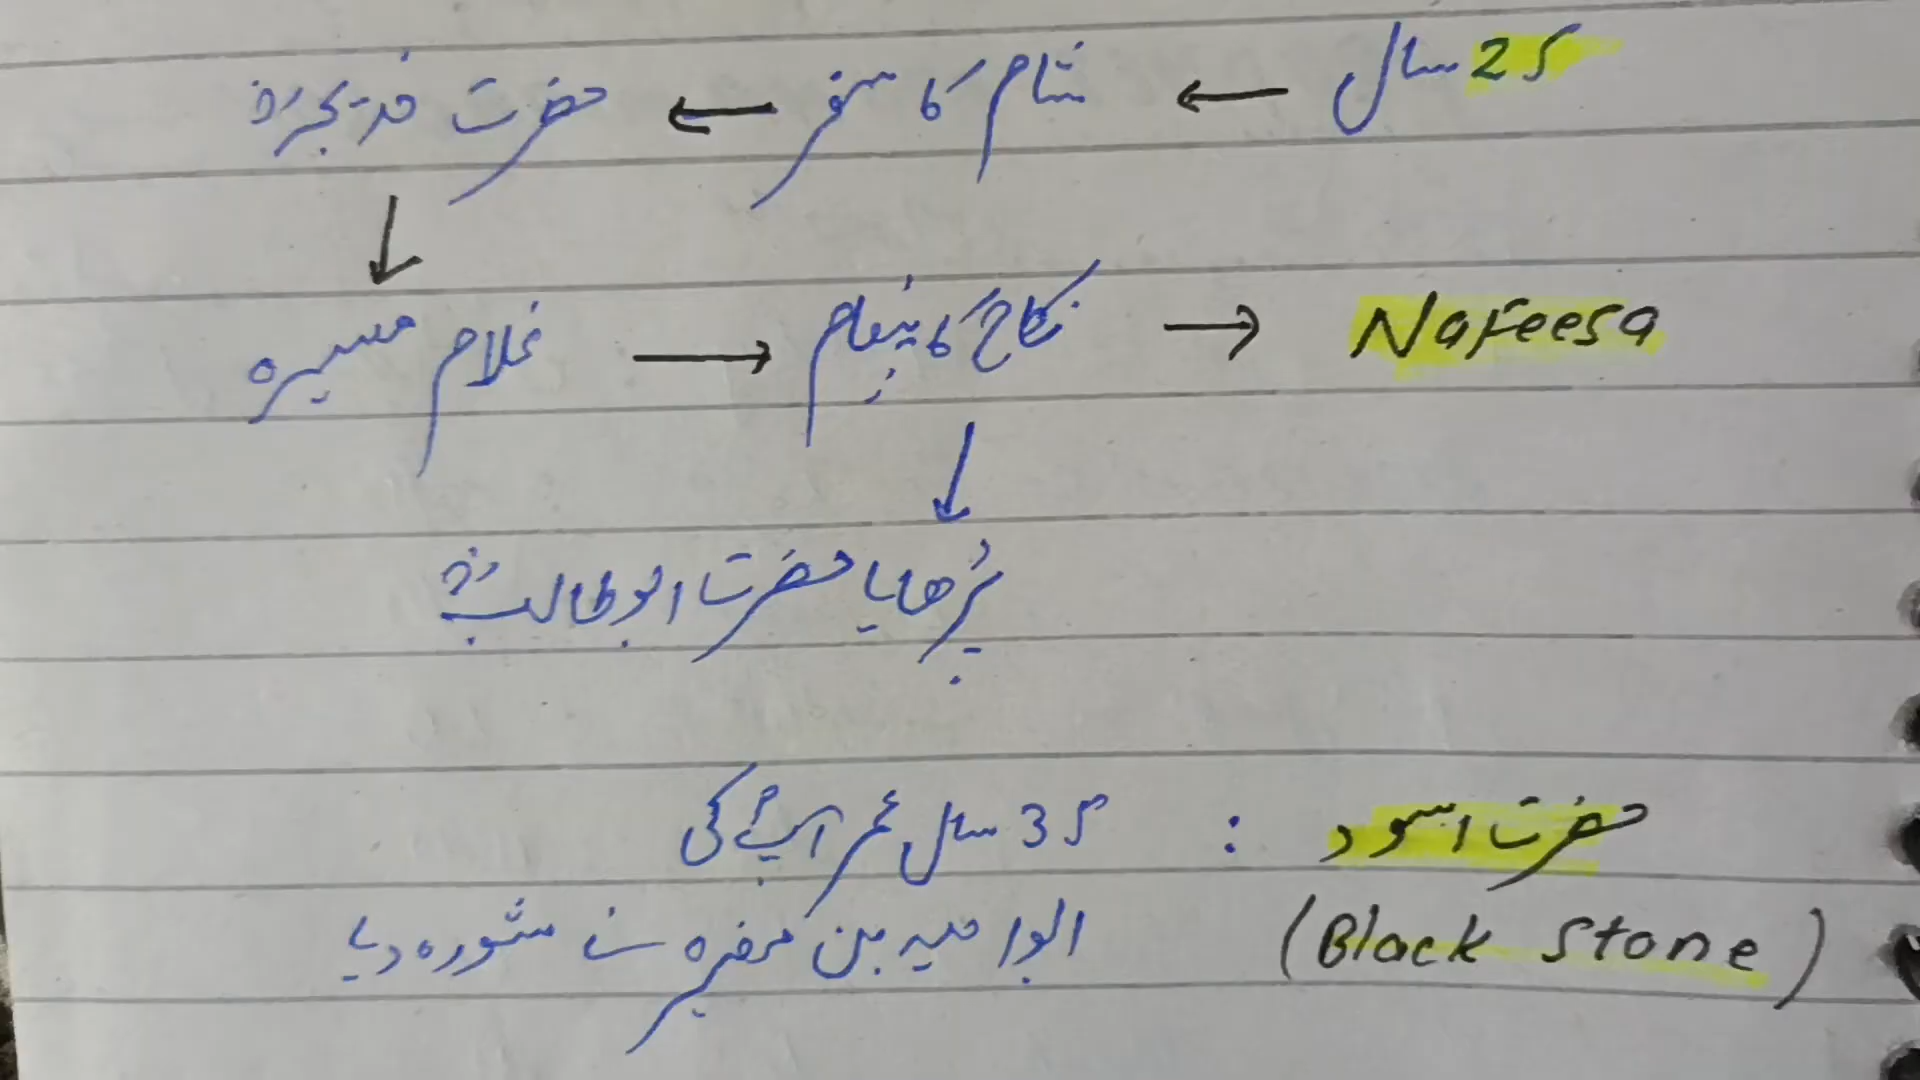 25 سال ← شام کا سفر ← حضرت خدیجہؓ
↓
غلام میسرہ → نکاح کا پیغام → Nafeesa
↓
پڑھایا حضرت ابو طالبؓ
حضرت اسود : 35 سال عمر آپؐ کی
(Black Stone) ابو امیہ بن مغیرہ نے مشورہ دیا